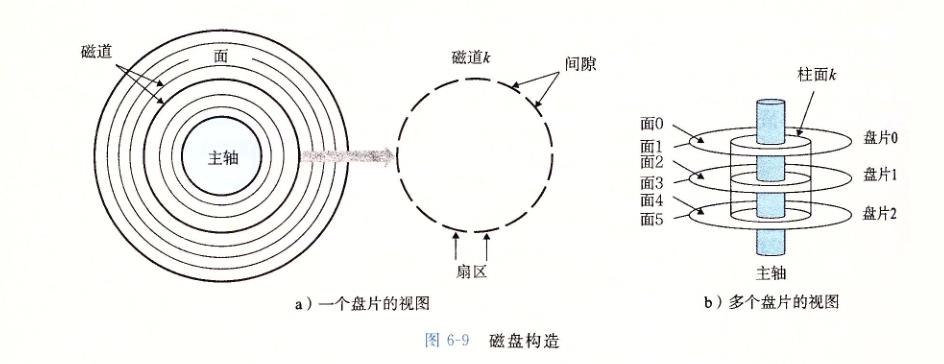 磁道
面
主轴
磁道k
间隙
扇区
a）一个盘片的视图
柱面k
面0
面1
面2
面3
面4
面5
盘片0
盘片1
盘片2
主轴
b）多个盘片的视图
图 6-9 磁盘构造